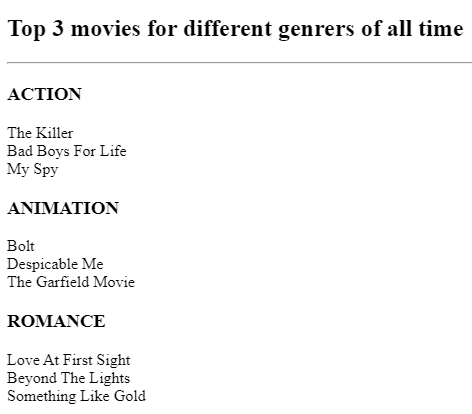 Top 3 movies for different genrers of all time
ACTION
The Killer
Bad Boys For Life
My Spy
ANIMATION
Bolt
Despicable Me
The Garfield Movie
ROMANCE
Love At First Sight
Beyond The Lights
Something Like Gold